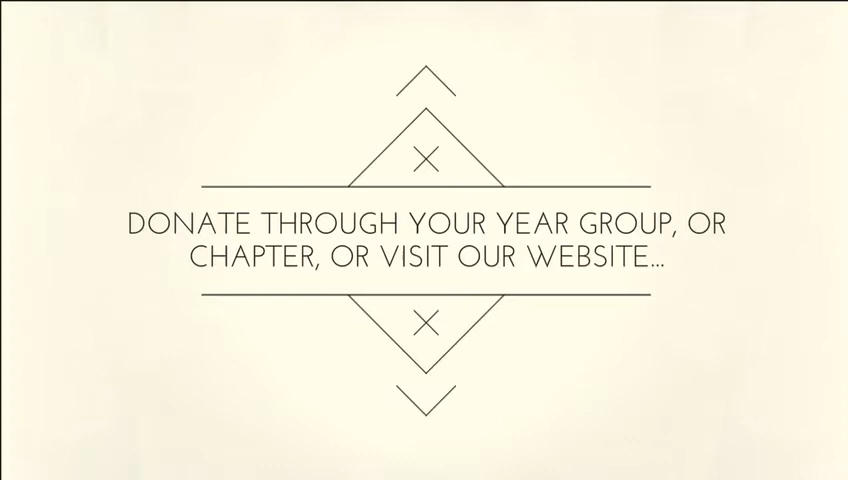 DONATE THROUGH YOUR YEAR GROUP, OR
CHAPTER, OR VISIT OUR WEBSITE...